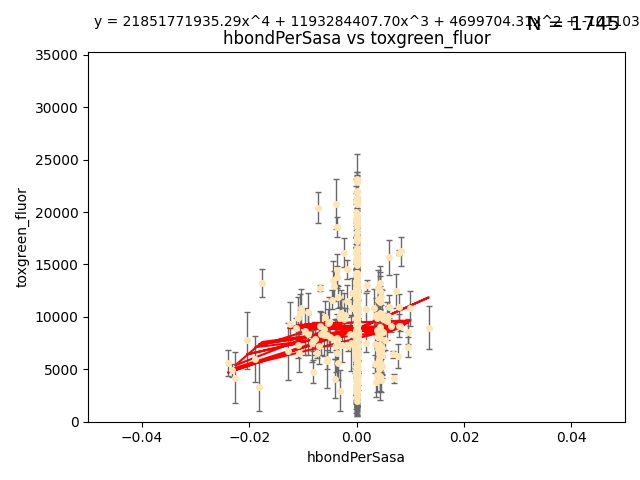 y = 21851771935.29x^4 + 1193284407.70x^3 + 4699704.31x^2 +
N = 1745
hbondPerSasa vs toxgreen_fluor
35000
30000
25000
20000
15000
10000
5000
0
toxgreen_fluor
−0.04 −0.02 0.00 0.02 0.04
hbondPerSasa